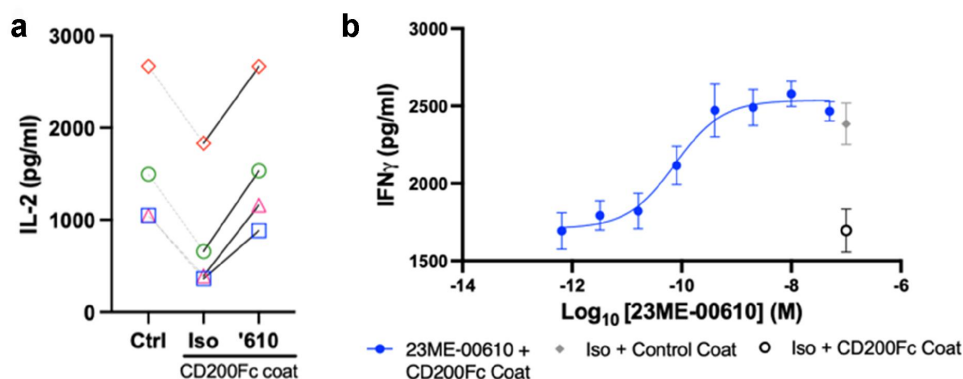 a
IL-2 (pg/ml)
3000
2000
1000
0
Ctrl Iso '610
CD200Fc coat
b
IFNγ (pg/ml)
3000
2500
2000
1500
-14 -12 -10 -8 -6
Log10 [23ME-00610] (M)
23ME-00610 + CD200Fc Coat
Iso + Control Coat
Iso + CD200Fc Coat